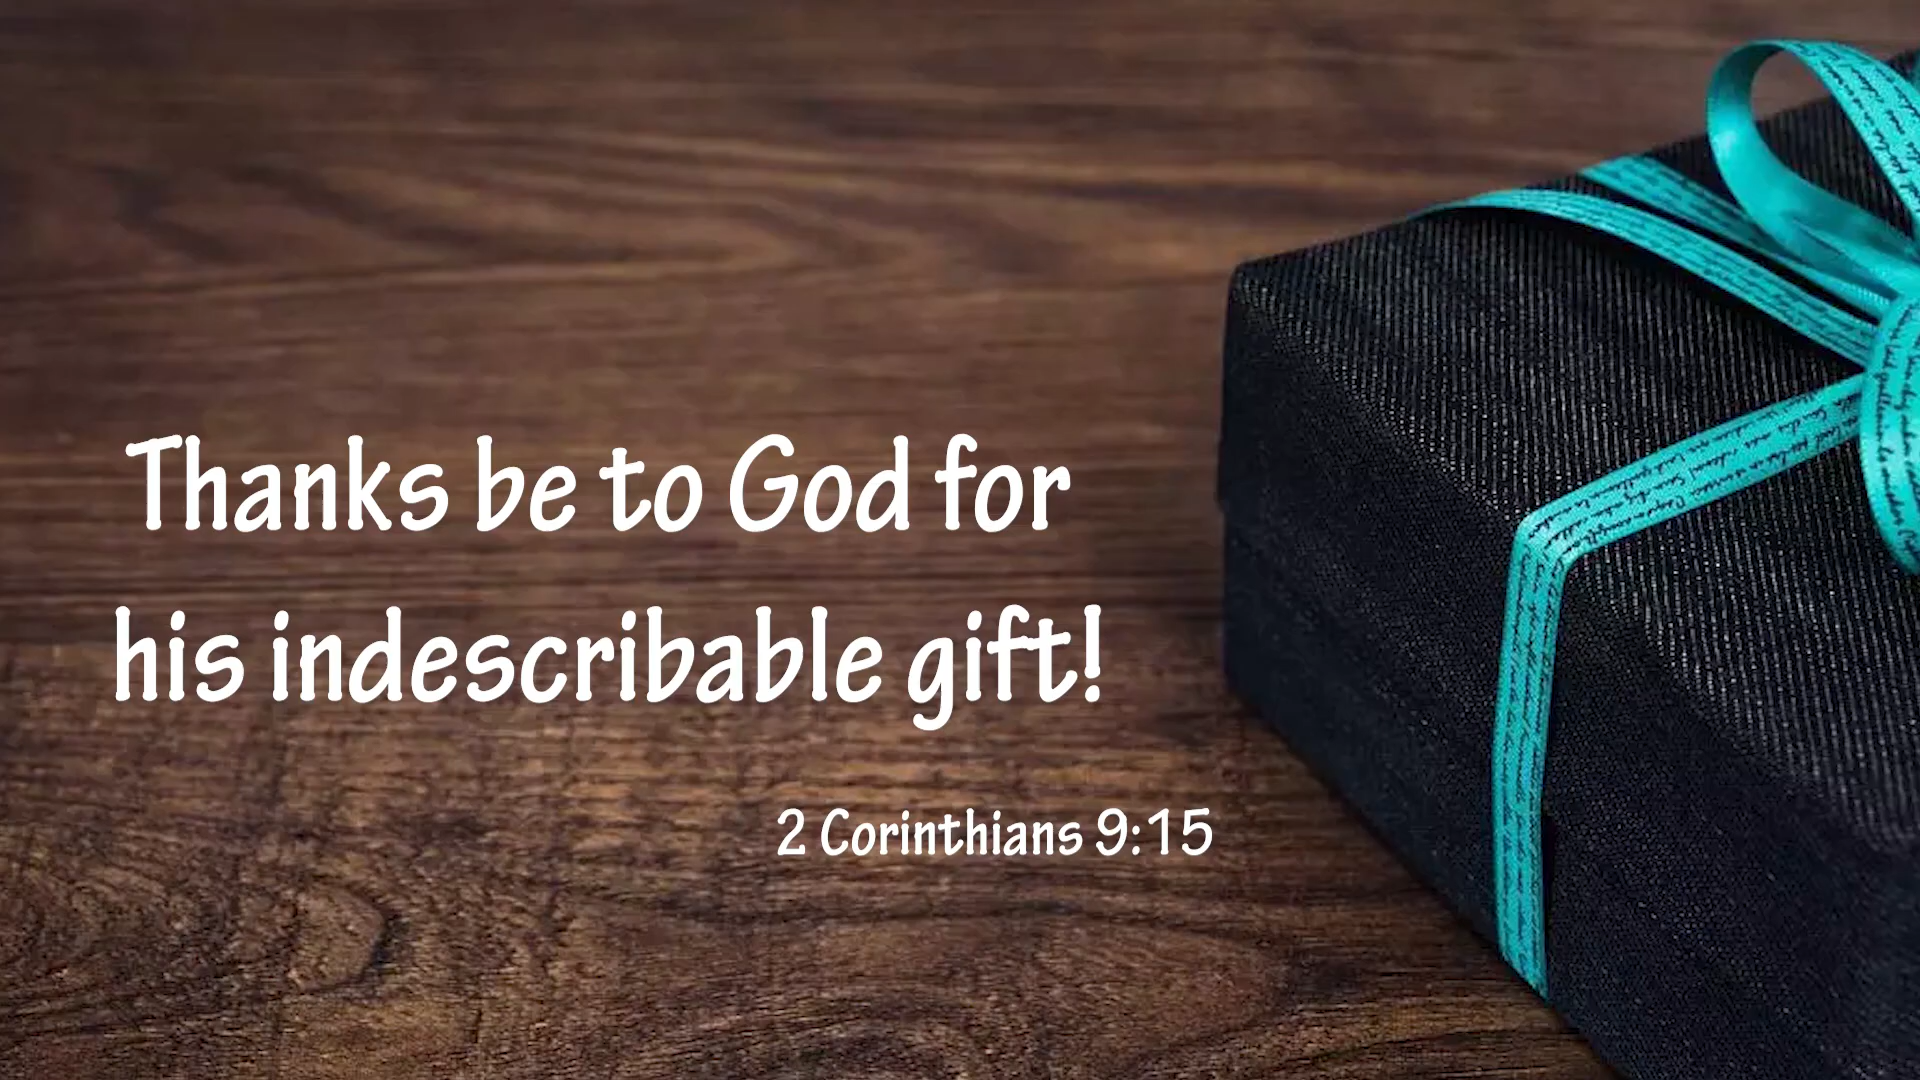 Thanks be to God for
his indescribable gift!
2 Corinthians 9:15